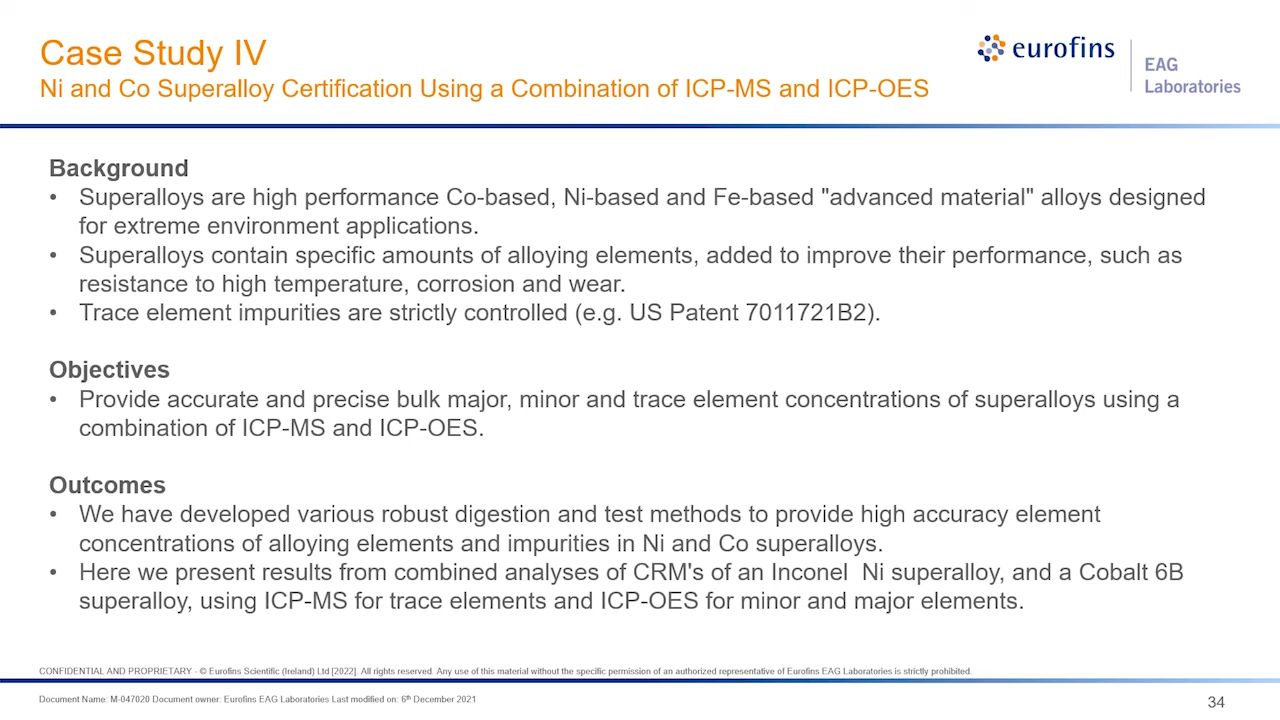 Case Study IV
Ni and Co Superalloy Certification Using a Combination of ICP-MS and ICP-OES
eurofins
EAG
Laboratories
Background
• Superalloys are high performance Co-based, Ni-based and Fe-based "advanced material" alloys designed
for extreme environment applications.
• Superalloys contain specific amounts of alloying elements, added to improve their performance, such as
resistance to high temperature, corrosion and wear.
• Trace element impurities are strictly controlled (e.g. US Patent 7011721B2).
Objectives
• Provide accurate and precise bulk major, minor and trace element concentrations of superalloys using a
combination of ICP-MS and ICP-OES.
Outcomes
• We have developed various robust digestion and test methods to provide high accuracy element
concentrations of alloying elements and impurities in Ni and Co superalloys.
• Here we present results from combined analyses of CRM's of an Inconel  Ni superalloy, and a Cobalt 6B
superalloy, using ICP-MS for trace elements and ICP-OES for minor and major elements.
CONFIDENTIAL AND PROPRIETARY - © Eurofins Scientific (Ireland) Ltd [2022]. All rights reserved. Any use of this material without the specific permission of an authorized representative of Eurofins EAG Laboratories is strictly prohibited.
Document Name: M-047020 Document owner: Eurofins EAG Laboratories Last modified on: 6th December 2021
34